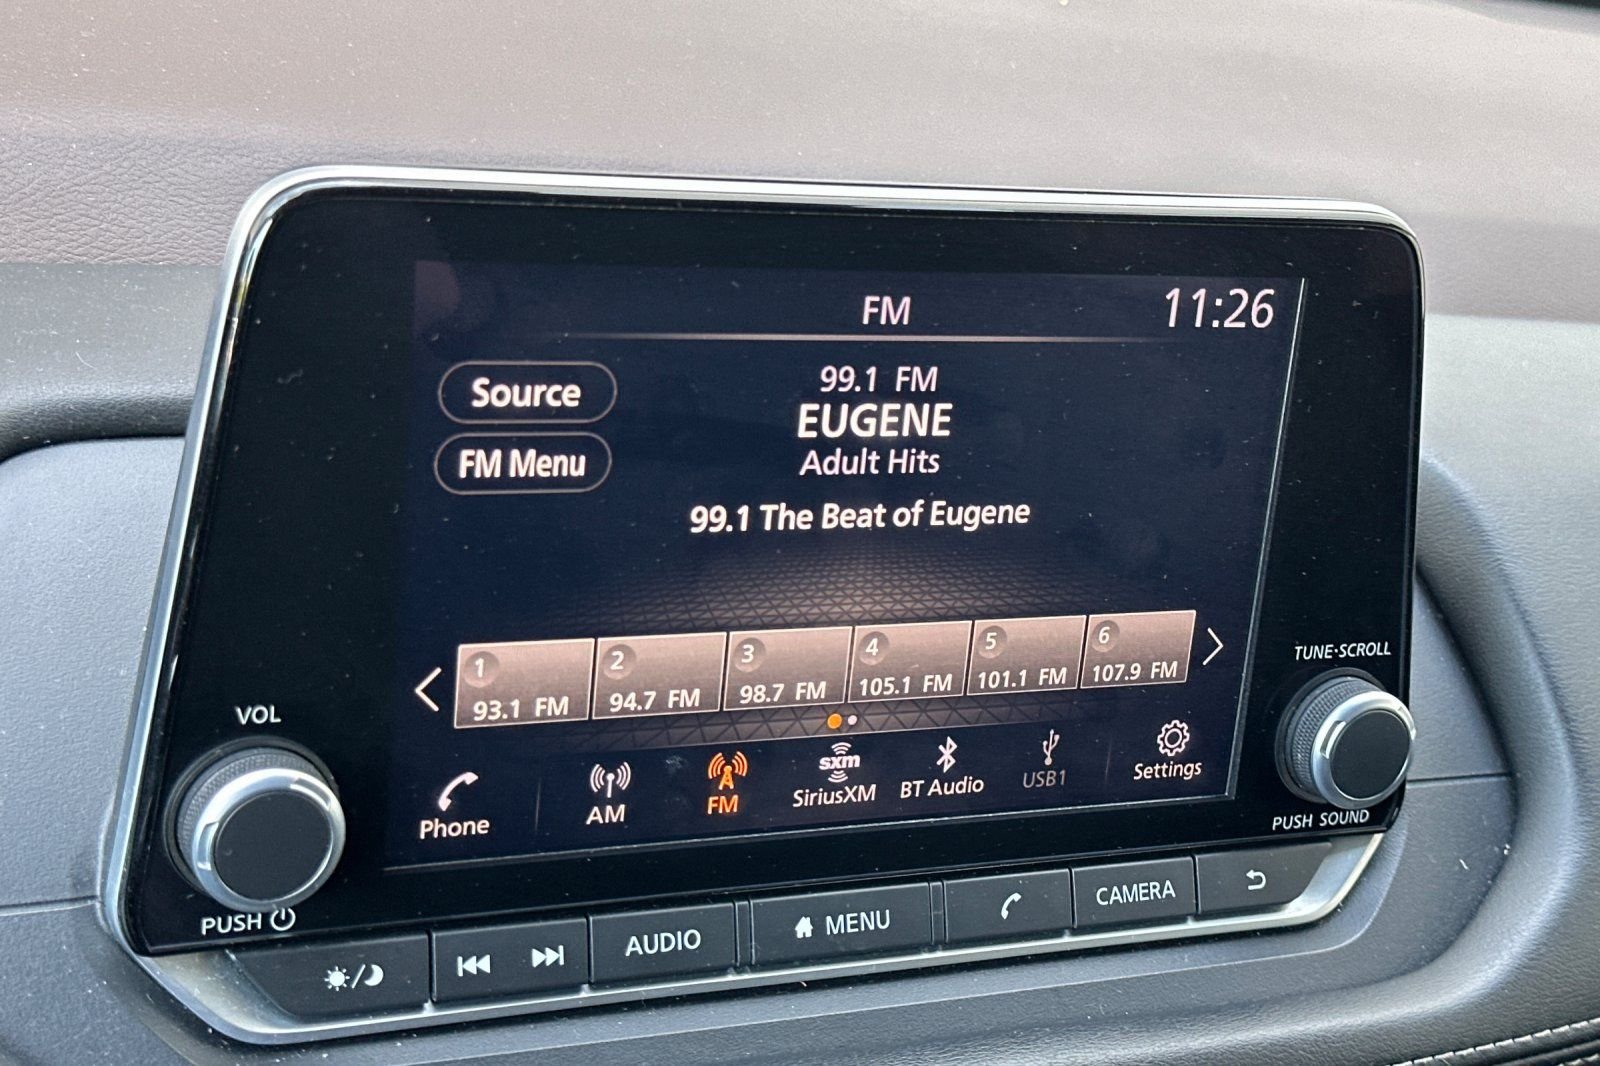 FM
11:26
Source
99.1 FM
EUGENE
Adult Hits
FM Menu
99.1 The Beat of Eugene
1
93.1 FM
2
94.7 FM
3
98.7 FM
4
105.1 FM
5
101.1 FM
6
107.9 FM
Phone
AM
FM
sxm
SiriusXM
BT Audio
USB1
Settings
VOL
PUSH
TUNE·SCROLL
PUSH SOUND
AUDIO
MENU
CAMERA